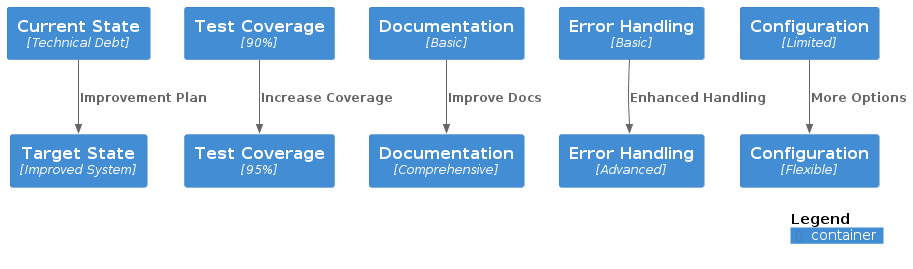 Current State
[Technical Debt]
Test Coverage
[90%]
Documentation
[Basic]
Error Handling
[Basic]
Configuration
[Limited]
Improvement Plan
Increase Coverage
Improve Docs
Enhanced Handling
More Options
Target State
[Improved System]
Test Coverage
[95%]
Documentation
[Comprehensive]
Error Handling
[Advanced]
Configuration
[Flexible]
Legend
container